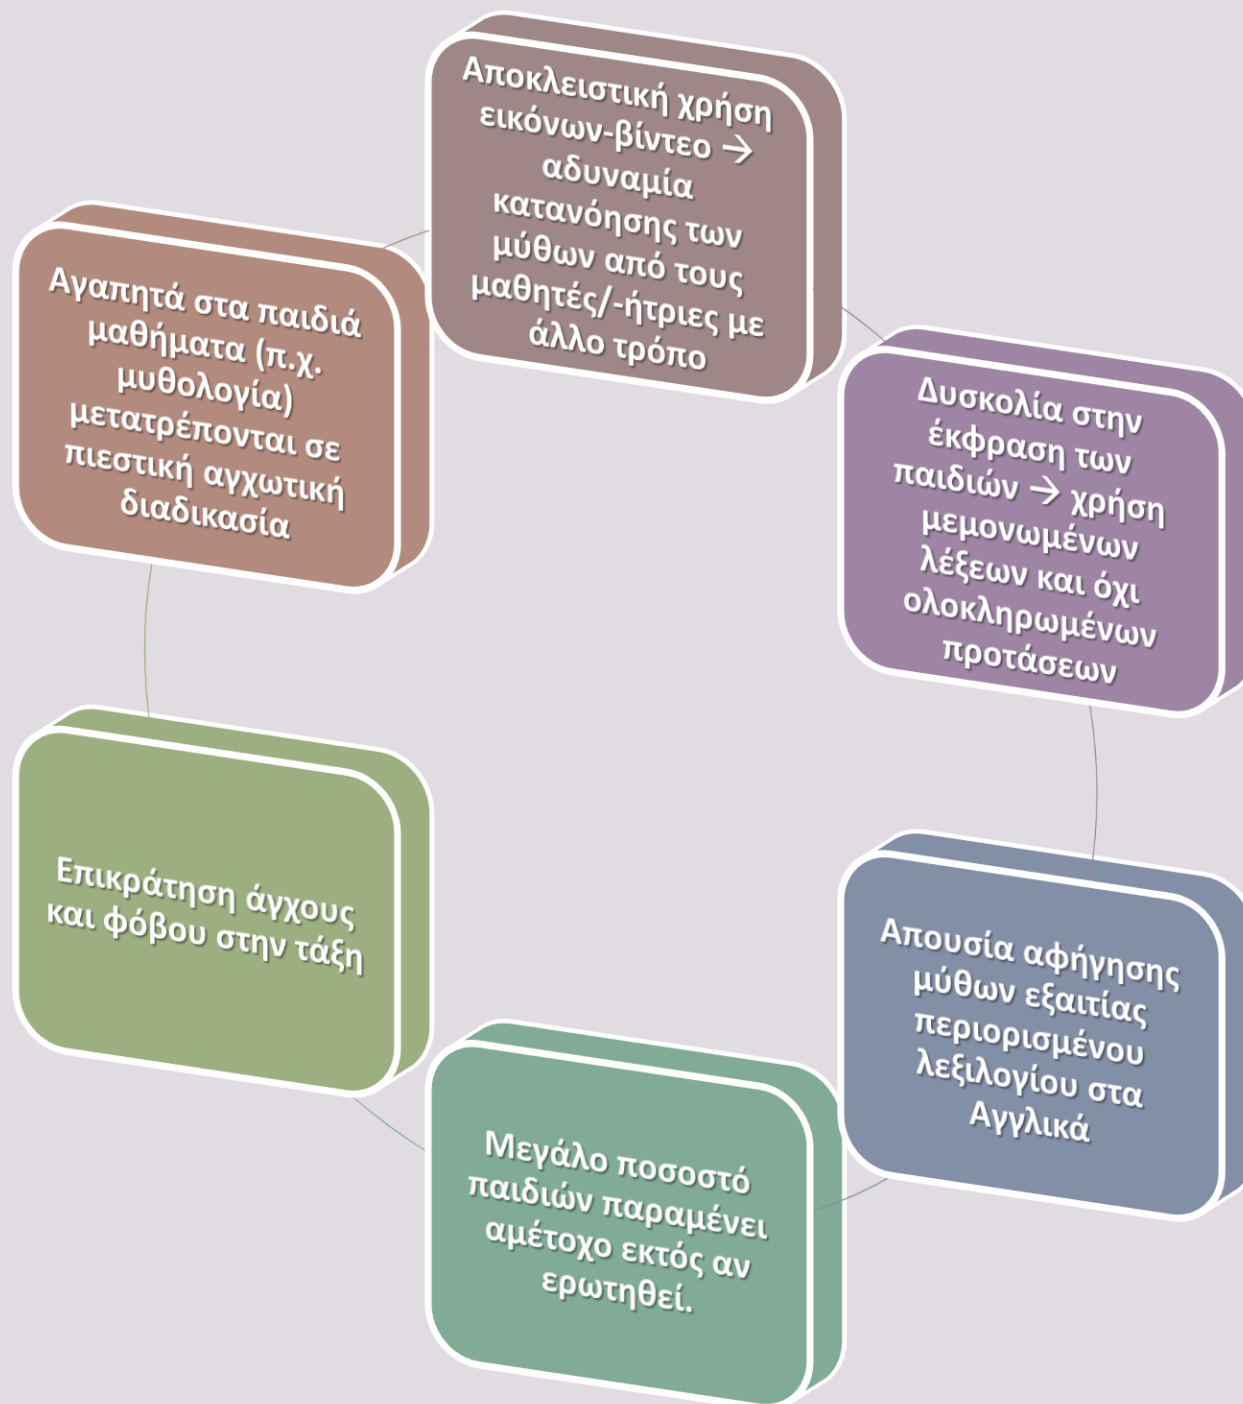 Αποκλειστική χρήση
εικόνων-βίντεο →
αδυναμία
κατανόησης των
μύθων από τους
μαθητές/-ήτριες με
άλλο τρόπο
Δυσκολία στην
έκφραση των
παιδιών → χρήση
μεμονωμένων
λέξεων και όχι
ολοκληρωμένων
προτάσεων
Απουσία αφήγησης
μύθων εξαιτίας
περιορισμένου
λεξιλογίου στα
Αγγλικά
Μεγάλο ποσοστό
παιδιών παραμένει
αμέτοχο εκτός αν
ερωτηθεί.
Επικράτηση άγχους
και φόβου στην τάξη
Αγαπητά στα παιδιά
μαθήματα (π.χ.
μυθολογία)
μετατρέπονται σε
πιεστική αγχωτική
διαδικασία